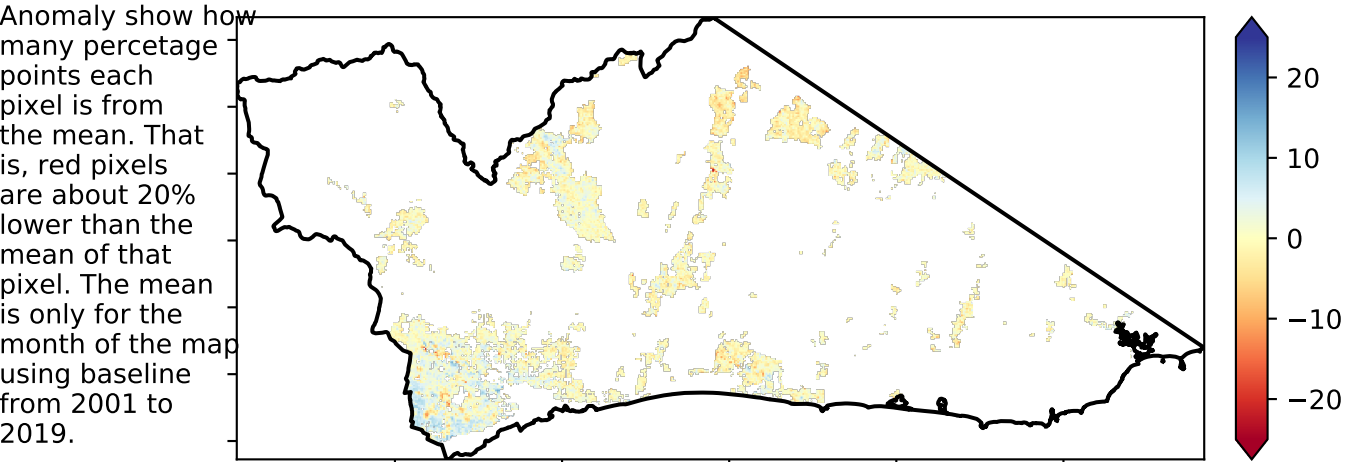 Anomaly show how
many percetage
points each
pixel is from
the mean. That
is, red pixels
are about 20%
lower than the
mean of that
pixel. The mean
is only for the
month of the map
using baseline
from 2001 to
2019.
20
10
0
−10
−20